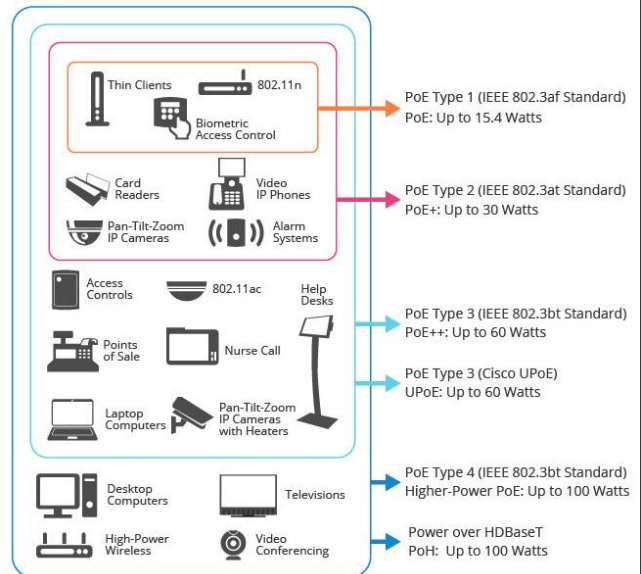 Thin Clients
802.11n
Biometric
Access Control
PoE Type 1 (IEEE 802.3af Standard)
PoE: Up to 15.4 Watts
Card
Readers
Video
IP Phones
Pan-Tilt-Zoom
IP Cameras
Alarm
Systems
PoE Type 2 (IEEE 802.3at Standard)
PoE+: Up to 30 Watts
Access
Controls
802.11ac
Help
Desks
Points
of Sale
Nurse Call
Laptop
Computers
Pan-Tilt-Zoom
IP Cameras
with Heaters
PoE Type 3 (IEEE 802.3bt Standard)
PoE++: Up to 60 Watts
PoE Type 3 (Cisco UPoE)
UPoE: Up to 60 Watts
Desktop
Computers
Televisions
High-Power
Wireless
Video
Conferencing
PoE Type 4 (IEEE 802.3bt Standard)
Higher-Power PoE: Up to 100 Watts
Power over HDBaseT
PoH: Up to 100 Watts